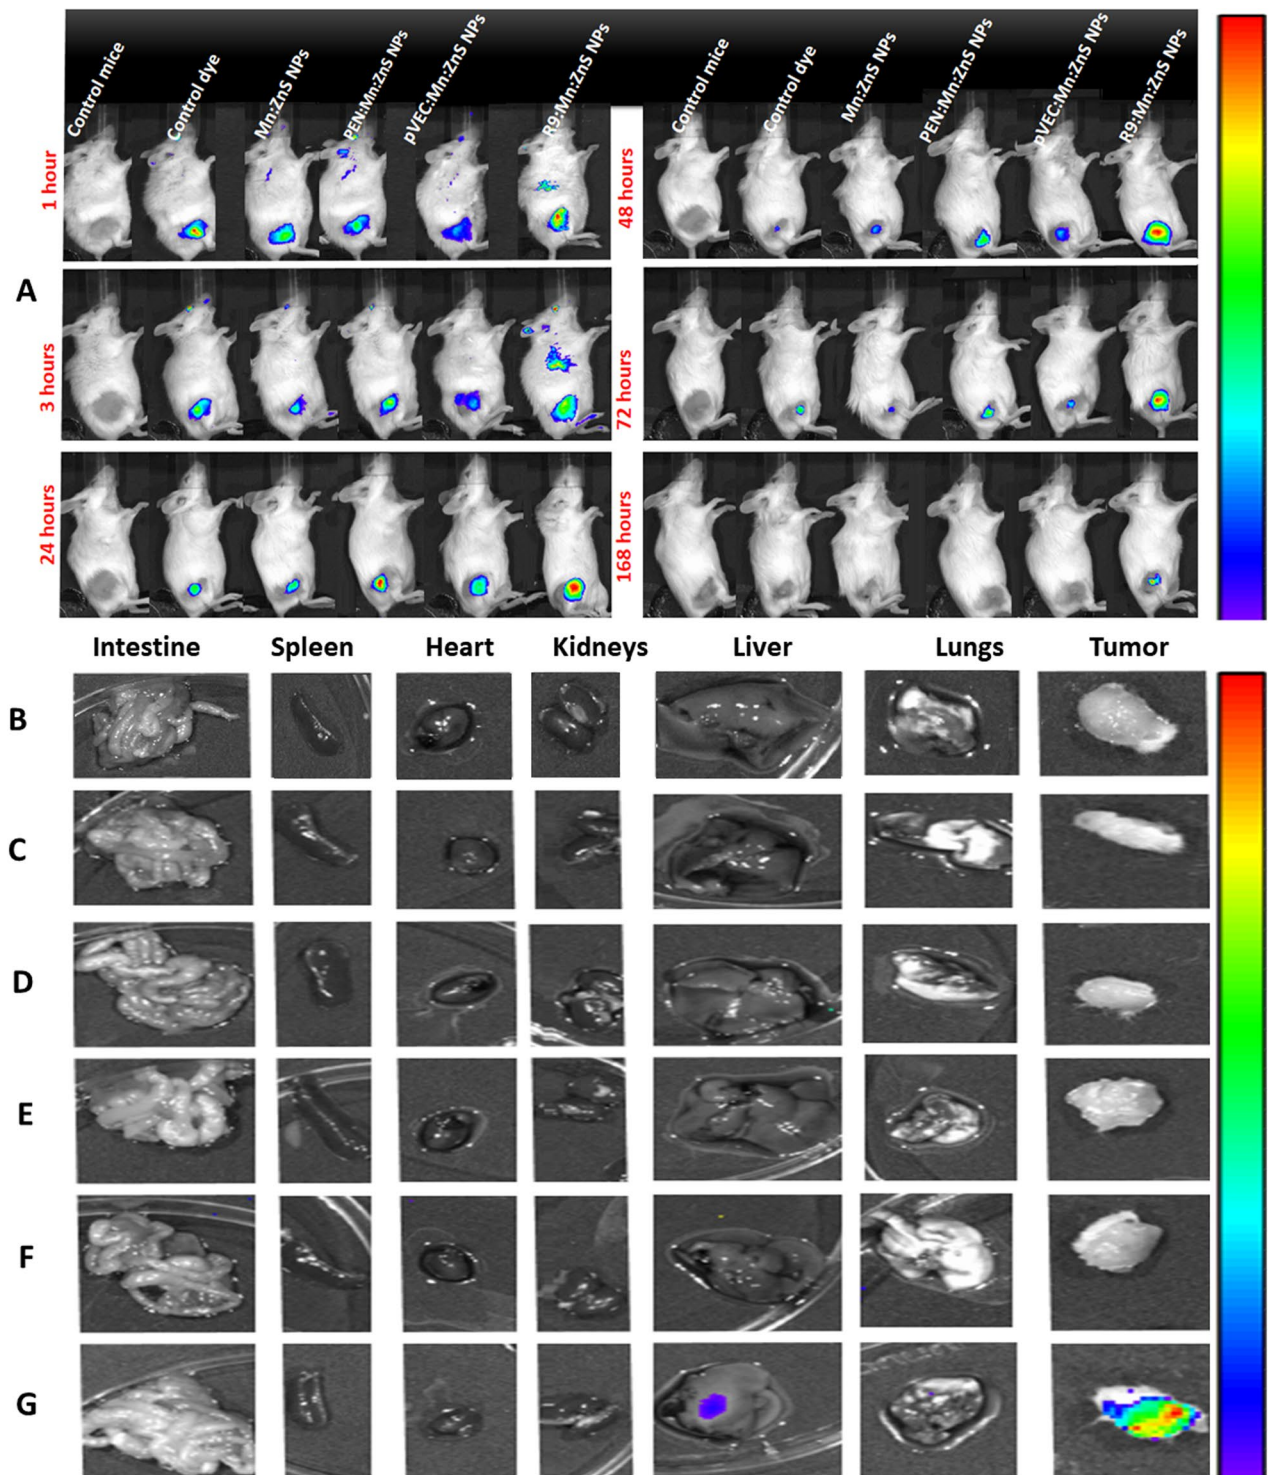 Control mice
Control dye
Mn:ZnS NPs
PEN:Mn:ZnS NPs
pVEC:Mn:ZnS NPs
R9:Mn:ZnS NPs
Control mice
Control dye
Mn:ZnS NPs
PEN:Mn:ZnS NPs
pVEC:Mn:ZnS NPs
R9:Mn:ZnS NPs
1 hour
48 hours
A
3 hours
72 hours
24 hours
168 hours
Intestine Spleen Heart Kidneys Liver Lungs Tumor
B
C
D
E
F
G